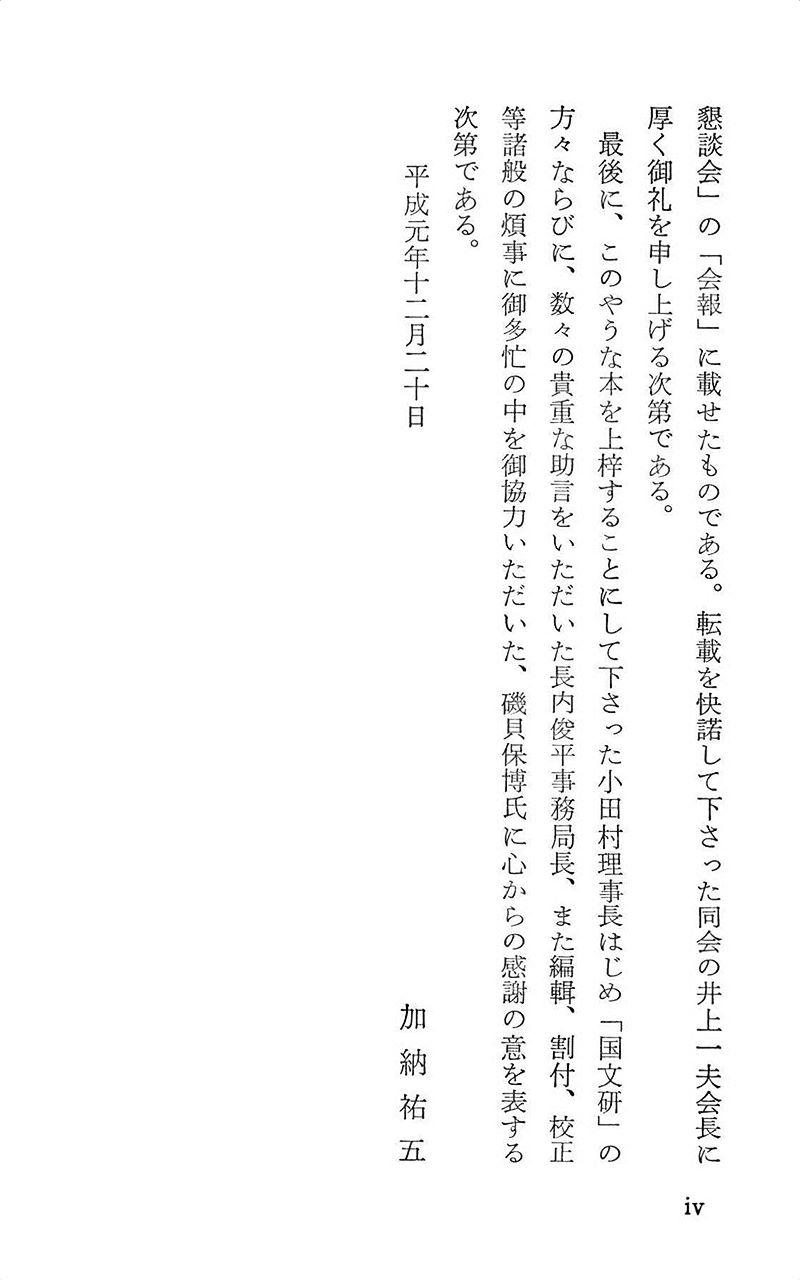 懇談会」の「会報」に載せたものである。転載を快諾して下さった同会の井上一夫会長に
厚く御礼を申し上げる次第である。
最後に、このやうな本を上梓することにして下さった小田村理事長はじめ「国文研」の
方々ならびに、数々の貴重な助言をいただいた長内俊平事務局長、また編輯、割付、校正
等諸般の煩事に御多忙の中を御協力いただいた、磯貝保博氏に心からの感謝の意を表する
次第である。
平成元年十二月二十日
加納祐五
iv